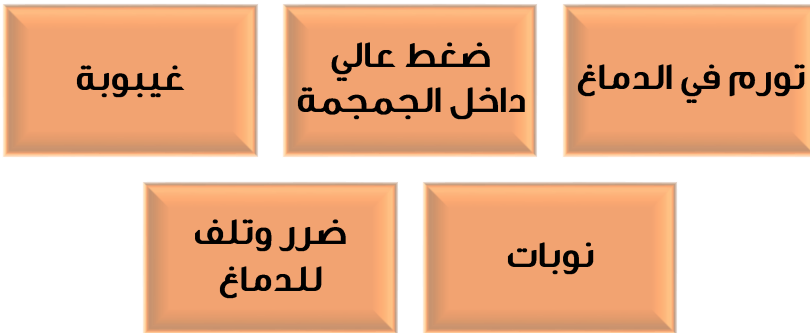 تورم في الدماغ
ضغط عالي
داخل الجمجمة
غيبوبة
نوبات
ضرر وتلف
للدماغ